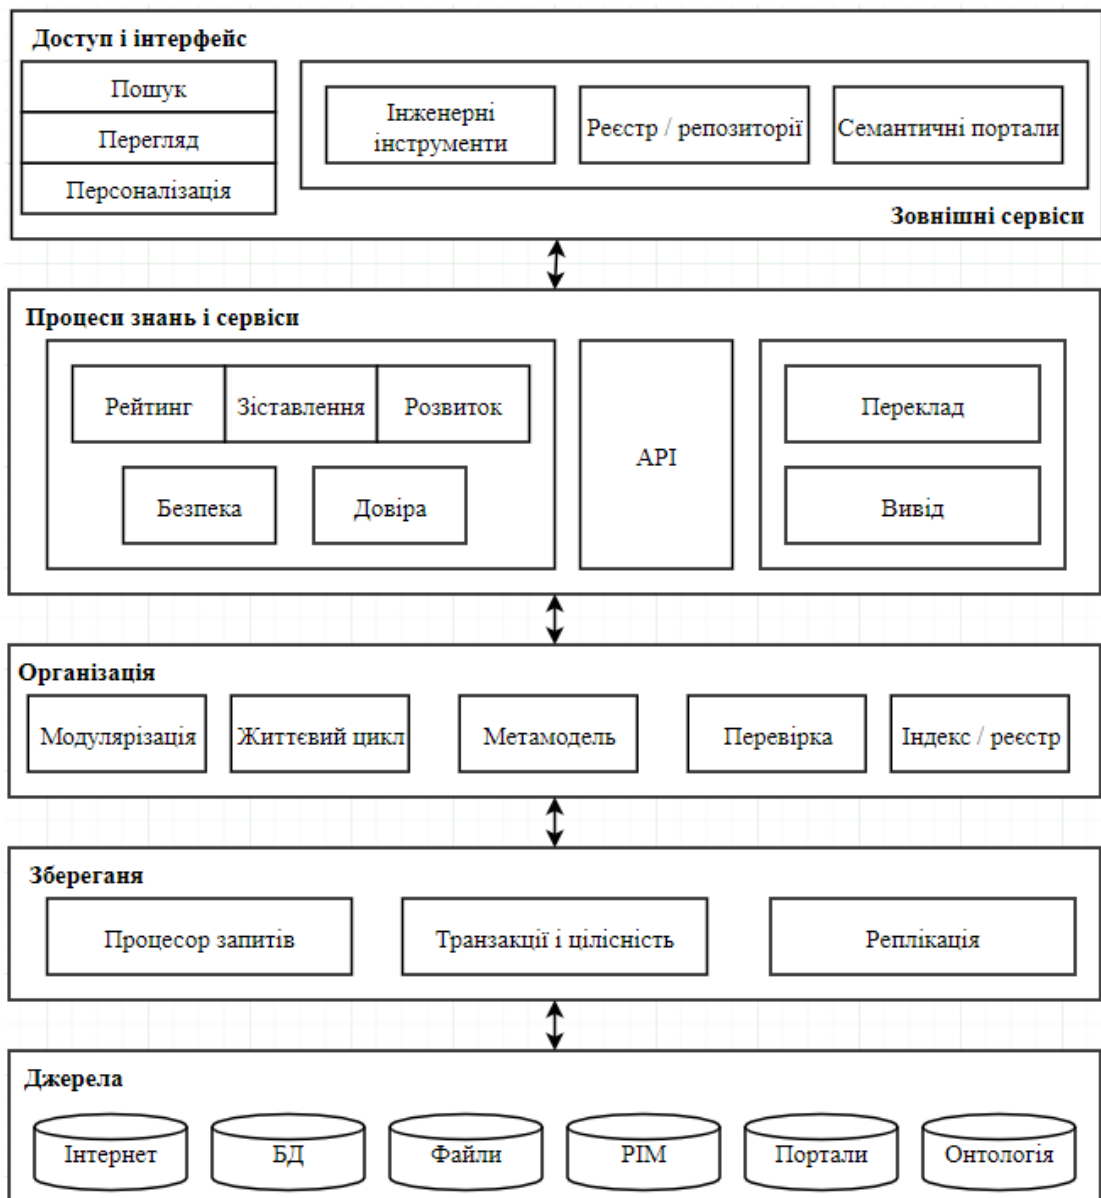 Доступ і інтерфейс
Пошук
Перегляд
Персоналізація
Інженерні
інструменти
Реєстр / репозиторії
Семантичні портали
Зовнішні сервіси
Процеси знань і сервіси
Рейтинг
Зіставлення
Розвиток
Безпека
Довіра
API
Переклад
Вивід
Організація
Модулярізація
Життєвий цикл
Метамодель
Перевірка
Індекс / реєстр
Збереганя
Процесор запитів
Транзакції і цілісність
Реплікація
Джерела
Інтернет
БД
Файли
РІМ
Портали
Онтологія